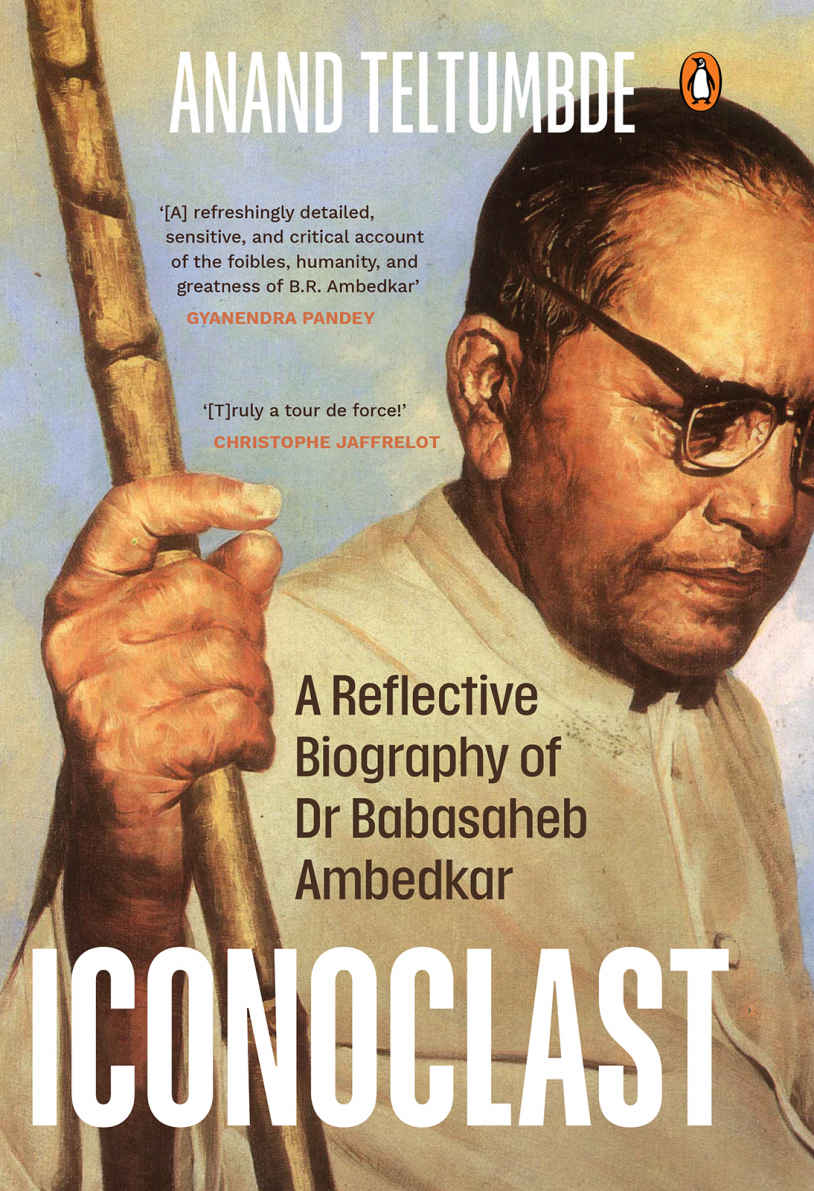 ANAND TELTUMBDE
‘[A] refreshingly detailed,
sensitive, and critical account
of the foibles, humanity, and
greatness of B.R. Ambedkar’
GYANENDRA PANDEY
‘[T]ruly a tour de force!’
CHRISTOPHE JAFFRELOT
A Reflective
Biography of
Dr Babasaheb
Ambedkar
ICONOCLAST